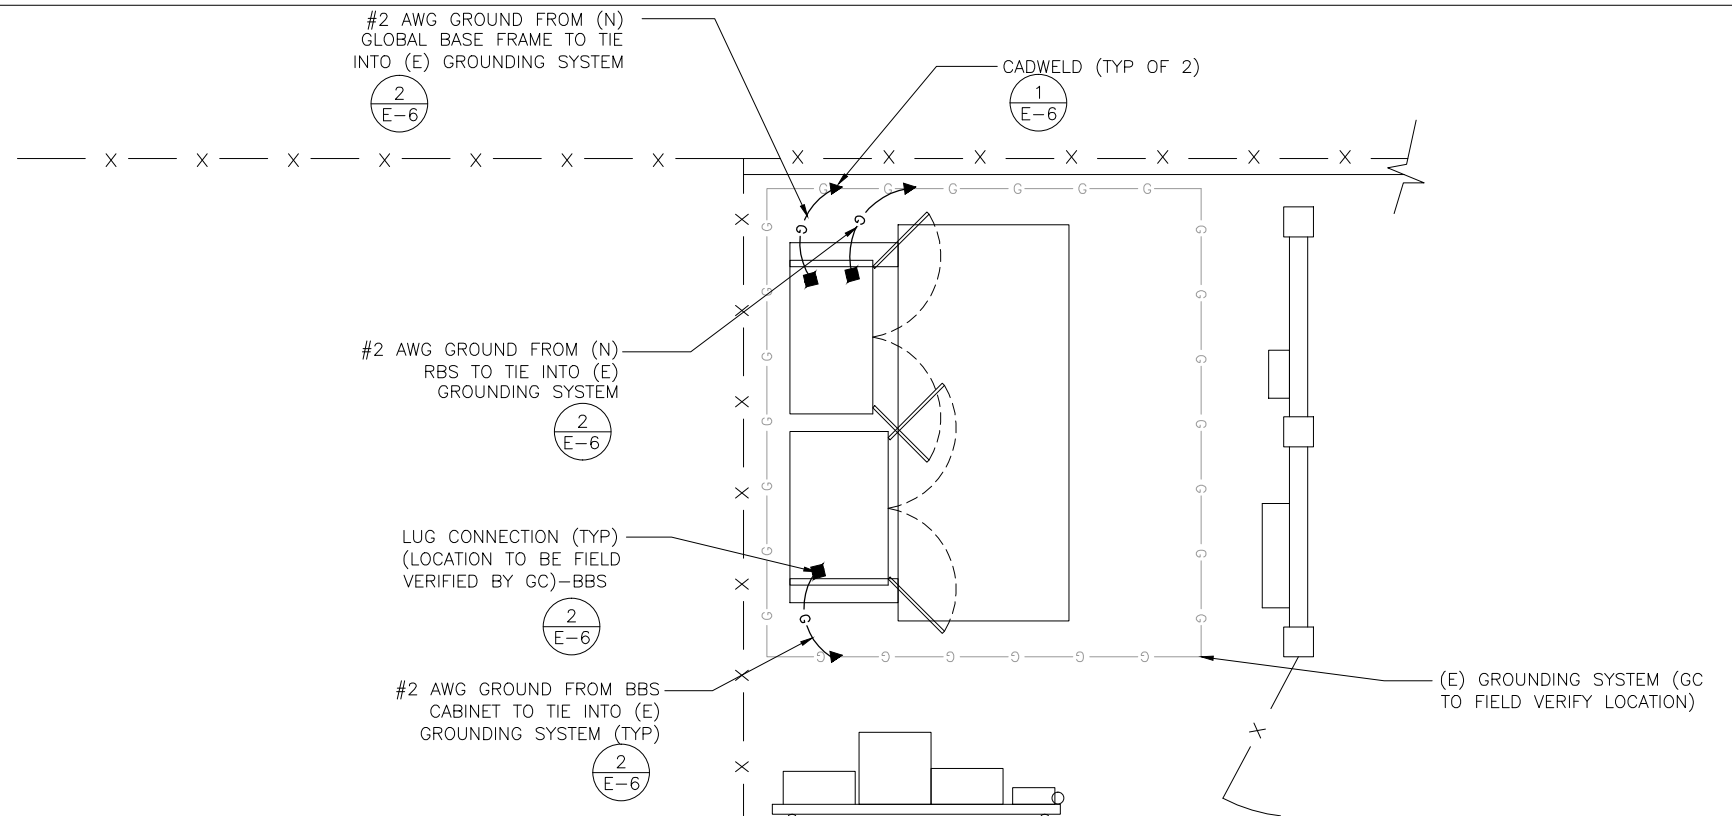 #2 AWG GROUND FROM (N)
GLOBAL BASE FRAME TO TIE
INTO (E) GROUNDING SYSTEM
2
E-6
CADWELD (TYP OF 2)
1
E-6
X X X X X X X X X X X X X X
G G G G G G
X
G
G
G
G
G
X
G
G
#2 AWG GROUND FROM (N)
RBS TO TIE INTO (E)
GROUNDING SYSTEM
2
E-6
G
G
X
G
G
G
G
X
LUG CONNECTION (TYP)
(LOCATION TO BE FIELD
VERIFIED BY GC)-BBS
2
E-6
G
G
X
G
G
G
G G G G G G
X
#2 AWG GROUND FROM BBS
CABINET TO TIE INTO (E)
GROUNDING SYSTEM (TYP)
2
E-6
(E) GROUNDING SYSTEM (GC
TO FIELD VERIFY LOCATION)
X
X